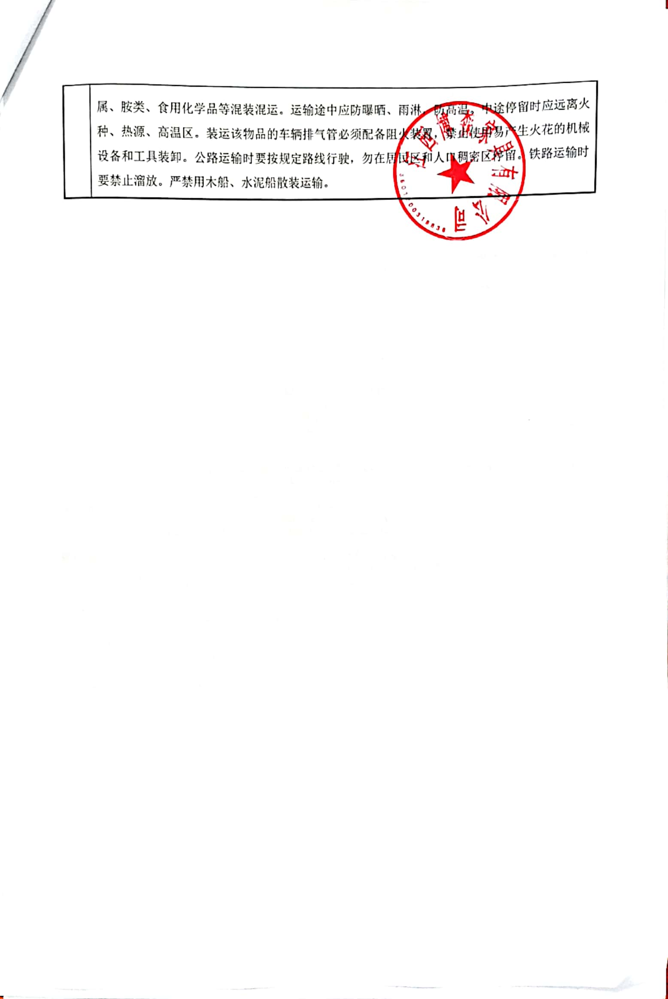 属、胺类、食用化学品等混装混运。运输途中应防曝晒、雨淋，防高温。中途停留时应远离火
种、热源、高温区。装运该物品的车辆排气管必须配备阻火装置，禁止使用易产生火花的机械
设备和工具装卸。公路运输时要按规定路线行驶，勿在居民区和人口稠密区停留。铁路运输时
要禁止溜放。严禁用木船、水泥船散装运输。
江西
家具有限公司